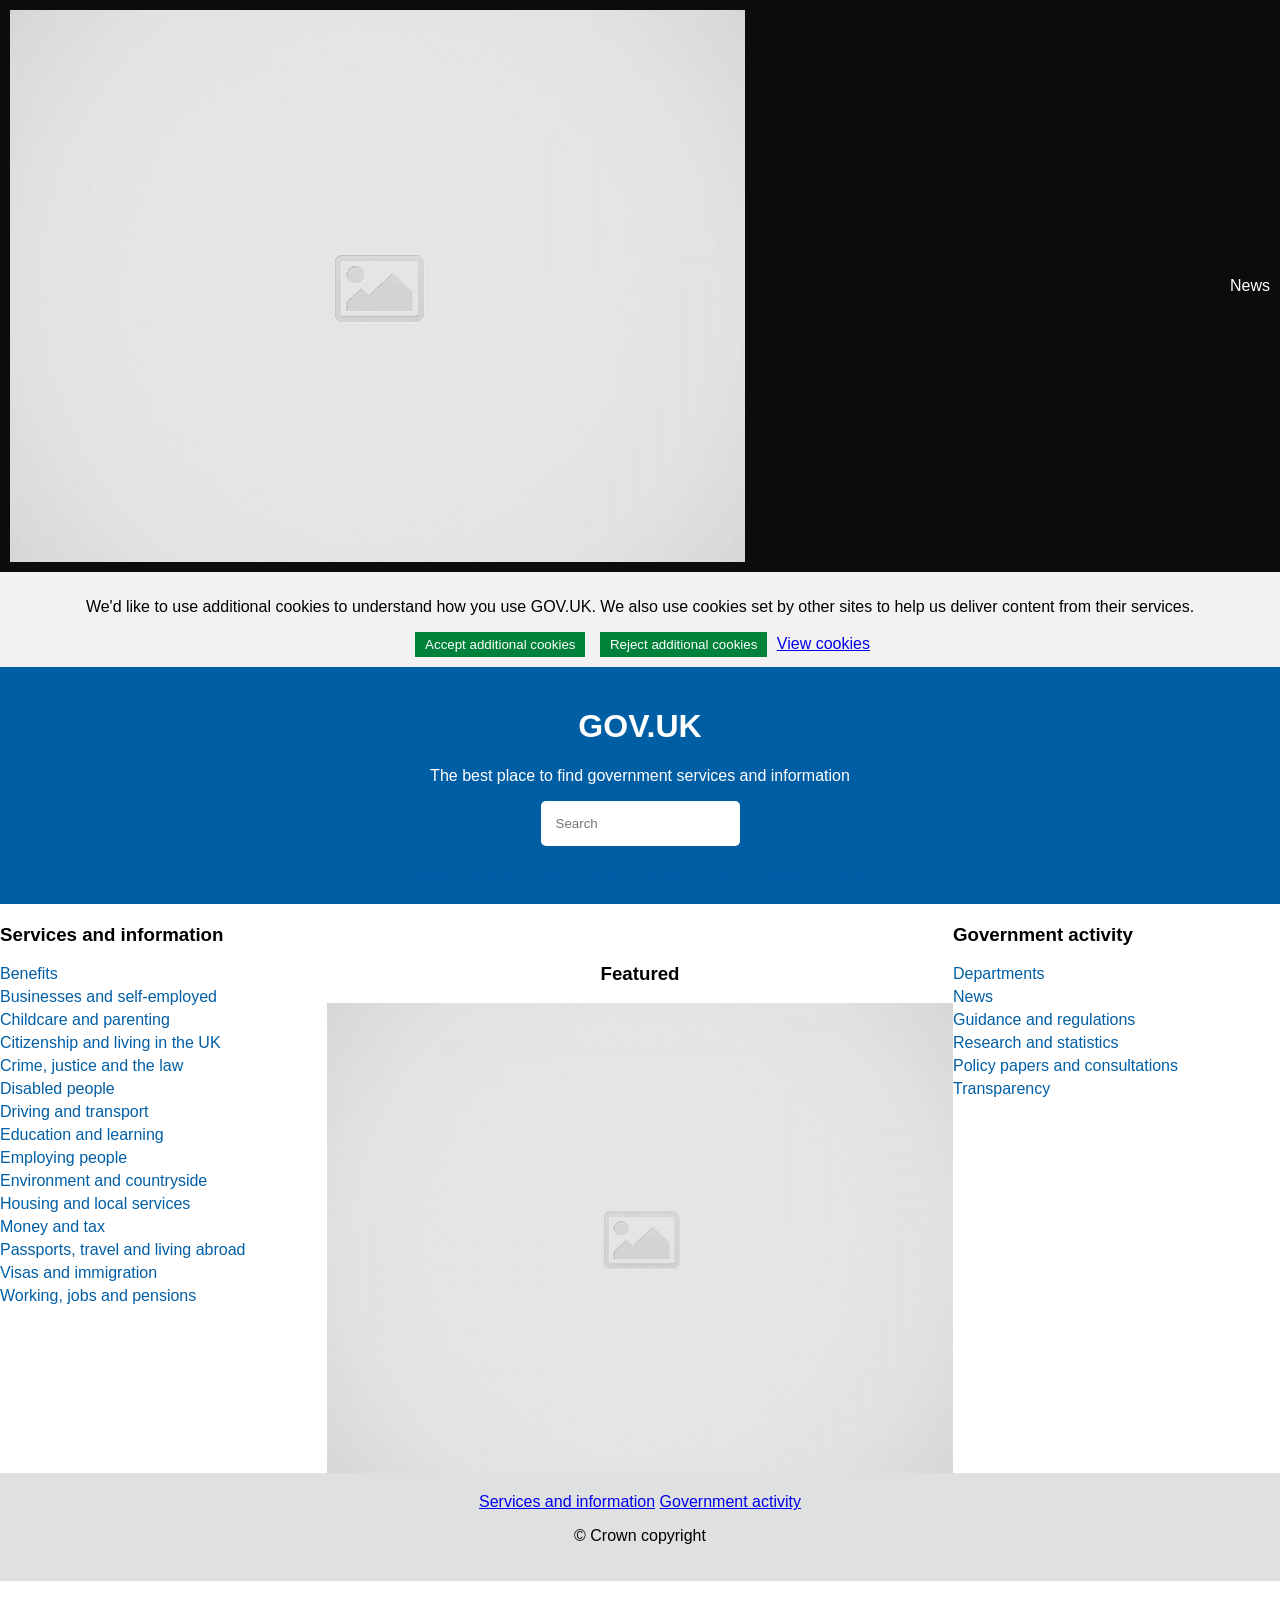 News
We'd like to use additional cookies to understand how you use GOV.UK. We also use cookies set by other sites to help us deliver content from their services.
Accept additional cookies Reject additional cookies View cookies
GOV.UK
The best place to find government services and information
Search
Services and information
Benefits
Businesses and self-employed
Childcare and parenting
Citizenship and living in the UK
Crime, justice and the law
Disabled people
Driving and transport
Education and learning
Employing people
Environment and countryside
Housing and local services
Money and tax
Passports, travel and living abroad
Visas and immigration
Working, jobs and pensions
Featured
Government activity
Departments
News
Guidance and regulations
Research and statistics
Policy papers and consultations
Transparency
Services and information Government activity
© Crown copyright